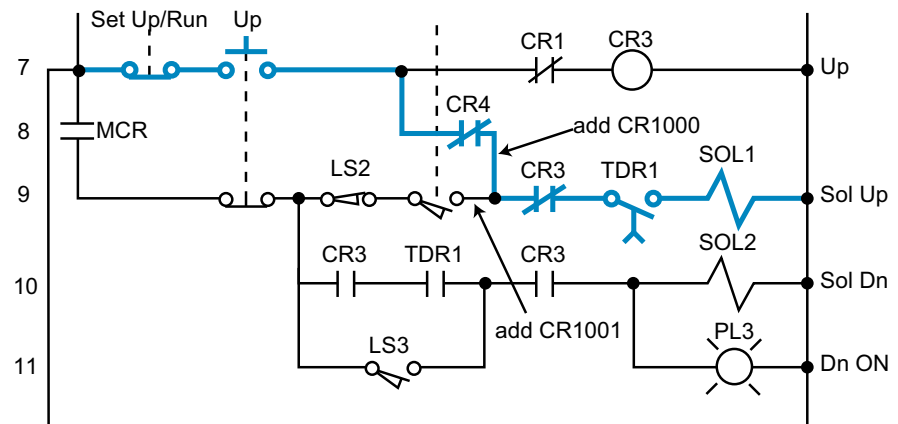 Set Up/Run Up
7 CR1 CR3 Up
CR4
8 MCR add CR1000
LS2 CR3 TDR1 SOL1
9 Sol Up
CR3 TDR1 CR3 SOL2
10 Sol Dn
add CR1001
LS3 PL3
11 Dn ON